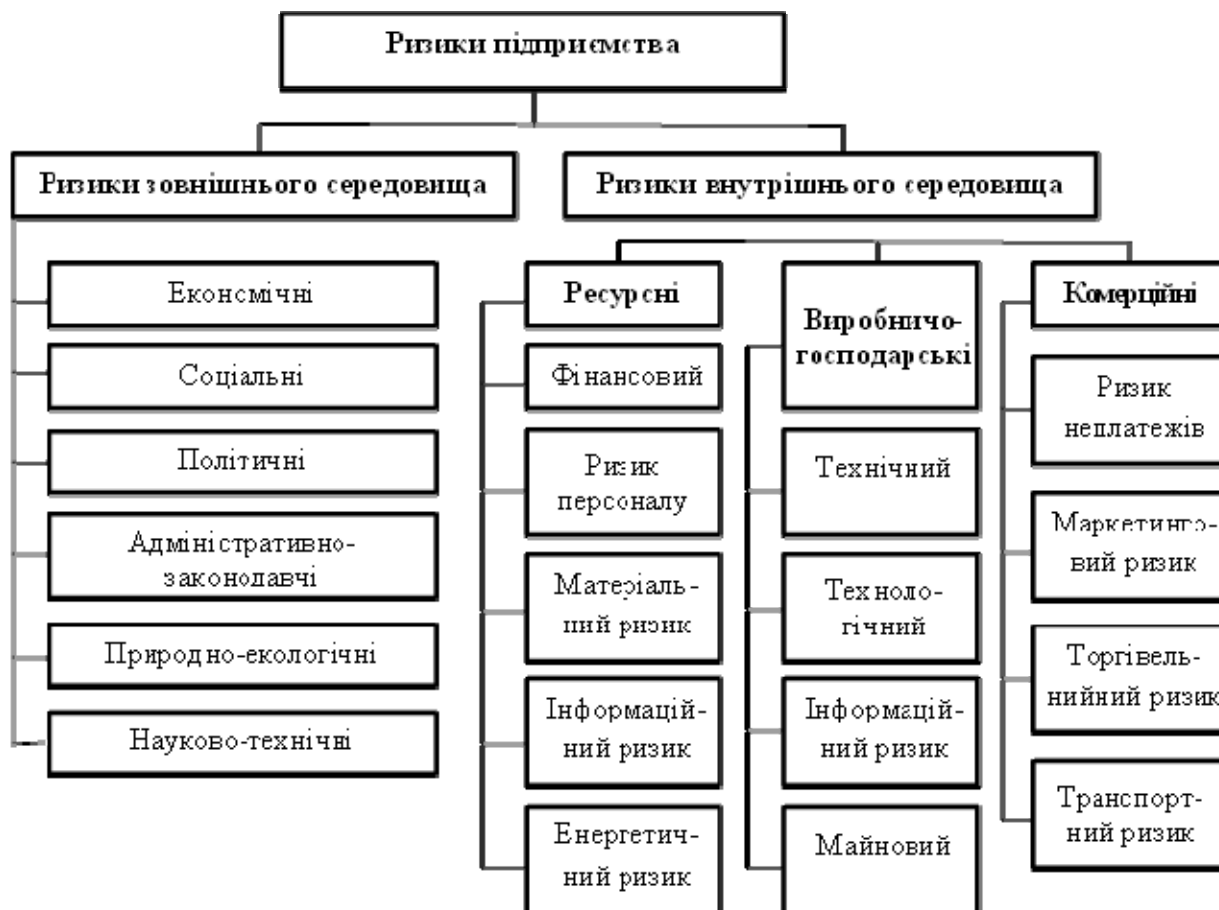 Ризики підприємства
Ризики зовнішнього середовища
Економічні
Соціальні
Політичні
Адміністративно-
законодавчі
Природно-екологічні
Науково-технічні
Ризики внутрішнього середовища
Ресурсні
Фінансовий
Ризик
персоналу
Матеріаль-
ний ризик
Інформацій-
ний ризик
Енергетич-
ний ризик
Виробничо-
господарські
Технічний
Техноло-
гічний
Інформацій-
ний ризик
Майновий
Комерційні
Ризик
неплатежів
Маркетинго-
вий ризик
Торгівель-
нийний ризик
Транспорт-
ний ризик